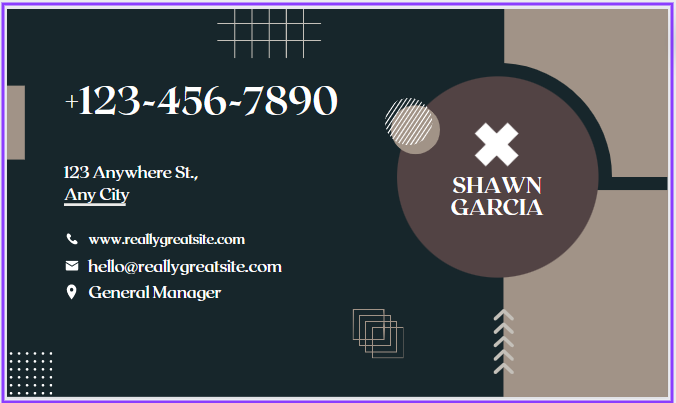 +123-456-7890
123 Anywhere St.,
Any City
www.reallygreatsite.com
hello@reallygreatsite.com
General Manager
SHAWN
GARCIA